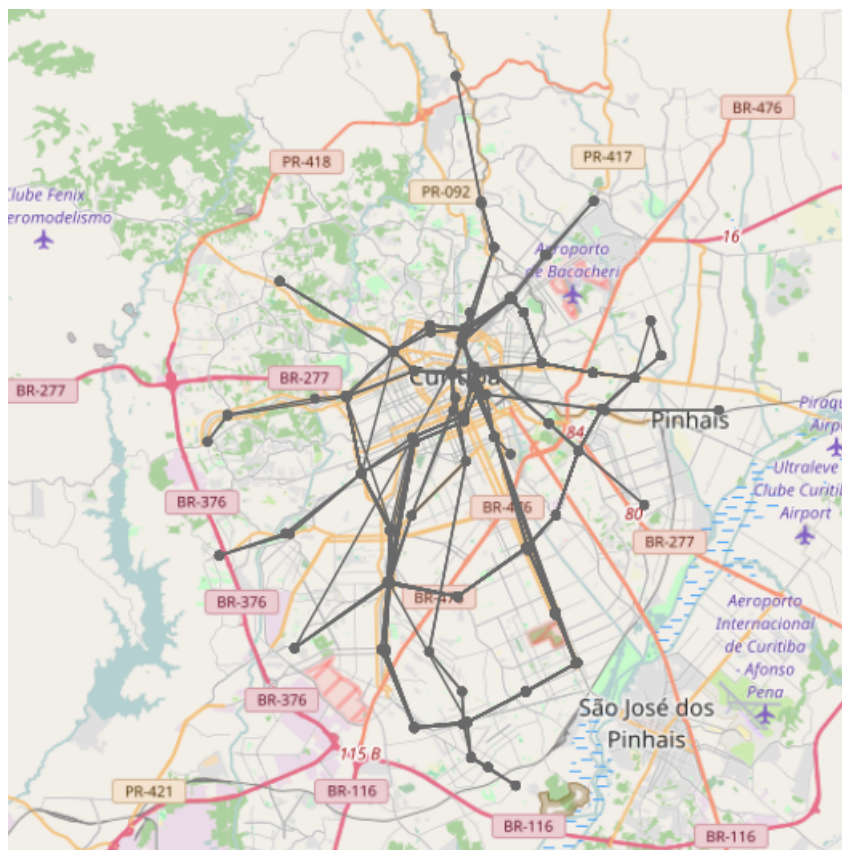 BR-476
PR-418
PR-417
PR-092
Clube Fenix
eromodelismo
16
Aeroporto
de Bacacheri
BR-277
BR-277
Curitiba
Piraqu
Airp
Pinhais
84
Ultraleve
Clube Curitib
Airport
BR-376
BR-476
80
BR-277
BR-376
BR-476
Aeroporto
Internacional
de Curitiba
- Afonso
Pena
BR-376
São José dos
Pinhais
115 B
PR-421
BR-116
BR-116
BR-116